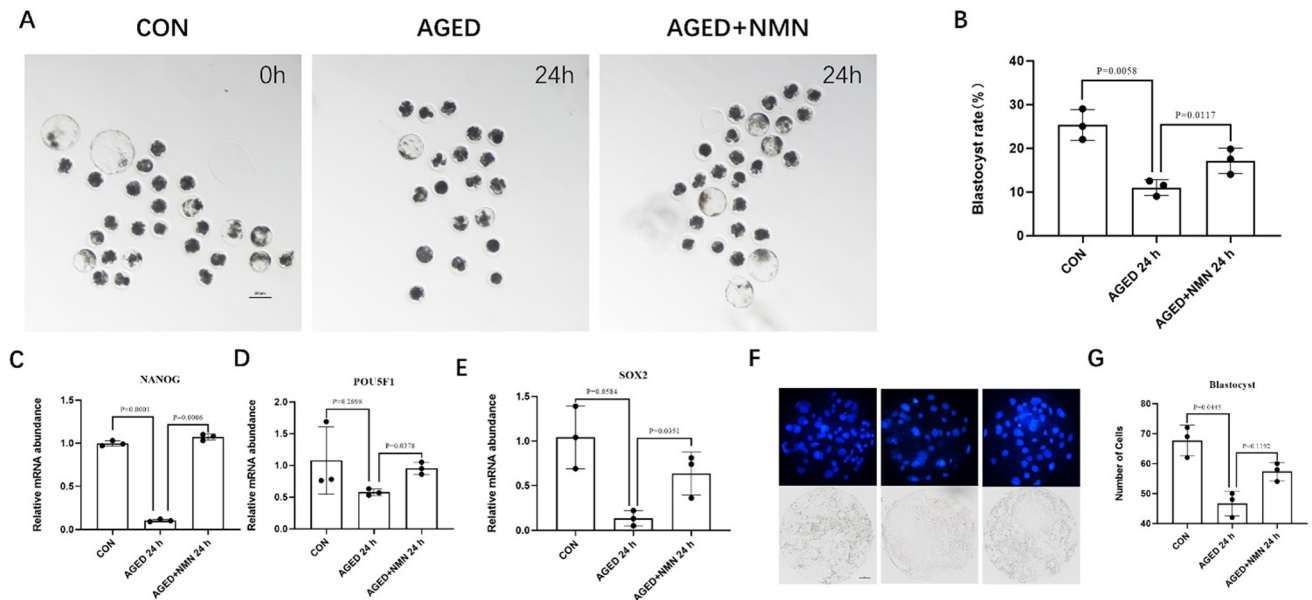 A
CON
AGED
AGED+NMN
0h
24h
24h
B
Blastocyst rate (%)
40
30
20
10
0
P=0.0058
P=0.0117
CON
AGED 24 h
AGED+NMN 24 h
C
NANOG
Relative mRNA abundance
1.5
1.0
0.5
0.0
CON
AGED 24 h
AGED+NMN 24 h
D
POU5F1
Relative mRNA abundance
2.0
1.5
1.0
0.5
0.0
P=0.2698
P=0.0378
CON
AGED 24 h
AGED+NMN 24 h
E
SOX2
Relative mRNA abundance
1.5
1.0
0.5
0.0
P=0.0584
P=0.0351
CON
AGED 24 h
AGED+NMN 24 h
F
G
Blastocyst
Number of Cells
80
70
60
50
40
P=0.0445
CON
AGED 24 h
AGED+NMN 24 h